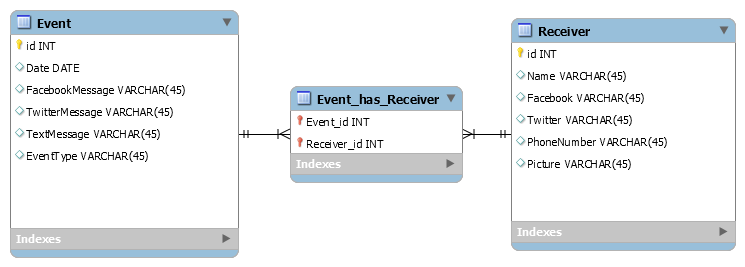 Event
id INT
Date DATE
FacebookMessage VARCHAR(45)
TwitterMessage VARCHAR(45)
TextMessage VARCHAR(45)
EventType VARCHAR(45)
Indexes
Event_has_Receiver
Event_id INT
Receiver_id INT
Indexes
Receiver
id INT
Name VARCHAR(45)
Facebook VARCHAR(45)
Twitter VARCHAR(45)
PhoneNumber VARCHAR(45)
Picture VARCHAR(45)
Indexes